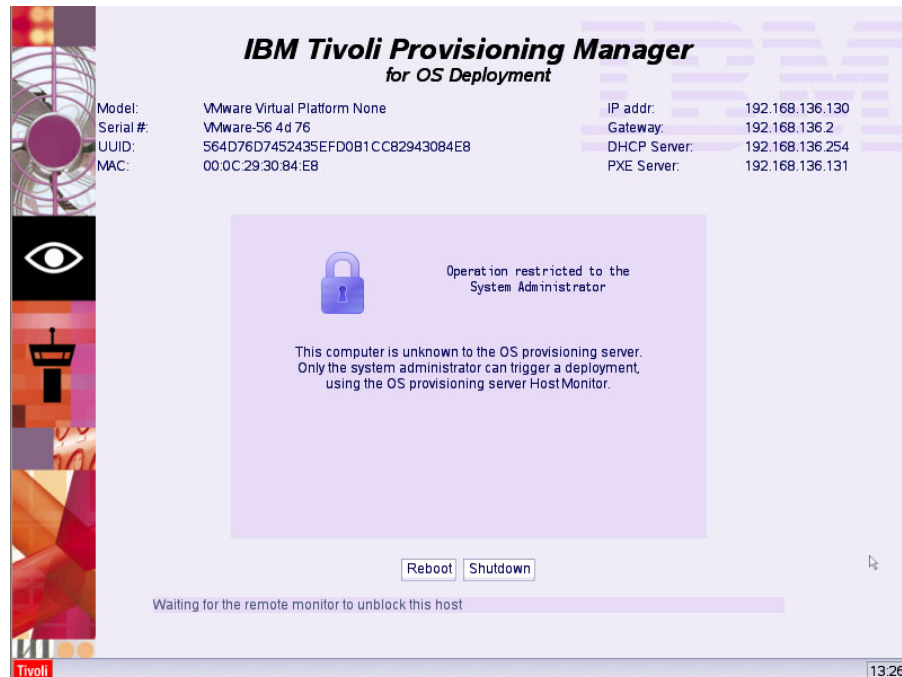 IBM Tivoli Provisioning Manager
for OS Deployment
Model: VMware Virtual Platform None IP addr: 192.168.136.130
Serial #: VMware-56 4d 76 Gateway: 192.168.136.2
UUID: 564D76D7452435EFD0B1CC82943084E8 DHCP Server: 192.168.136.254
MAC: 00:0C:29:30:84:E8 PXE Server: 192.168.136.131
Operation restricted to the
System Administrator
This computer is unknown to the OS provisioning server.
Only the system administrator can trigger a deployment,
using the OS provisioning server Host Monitor.
Reboot Shutdown
Waiting for the remote monitor to unblock this host
Tivoli 13:26